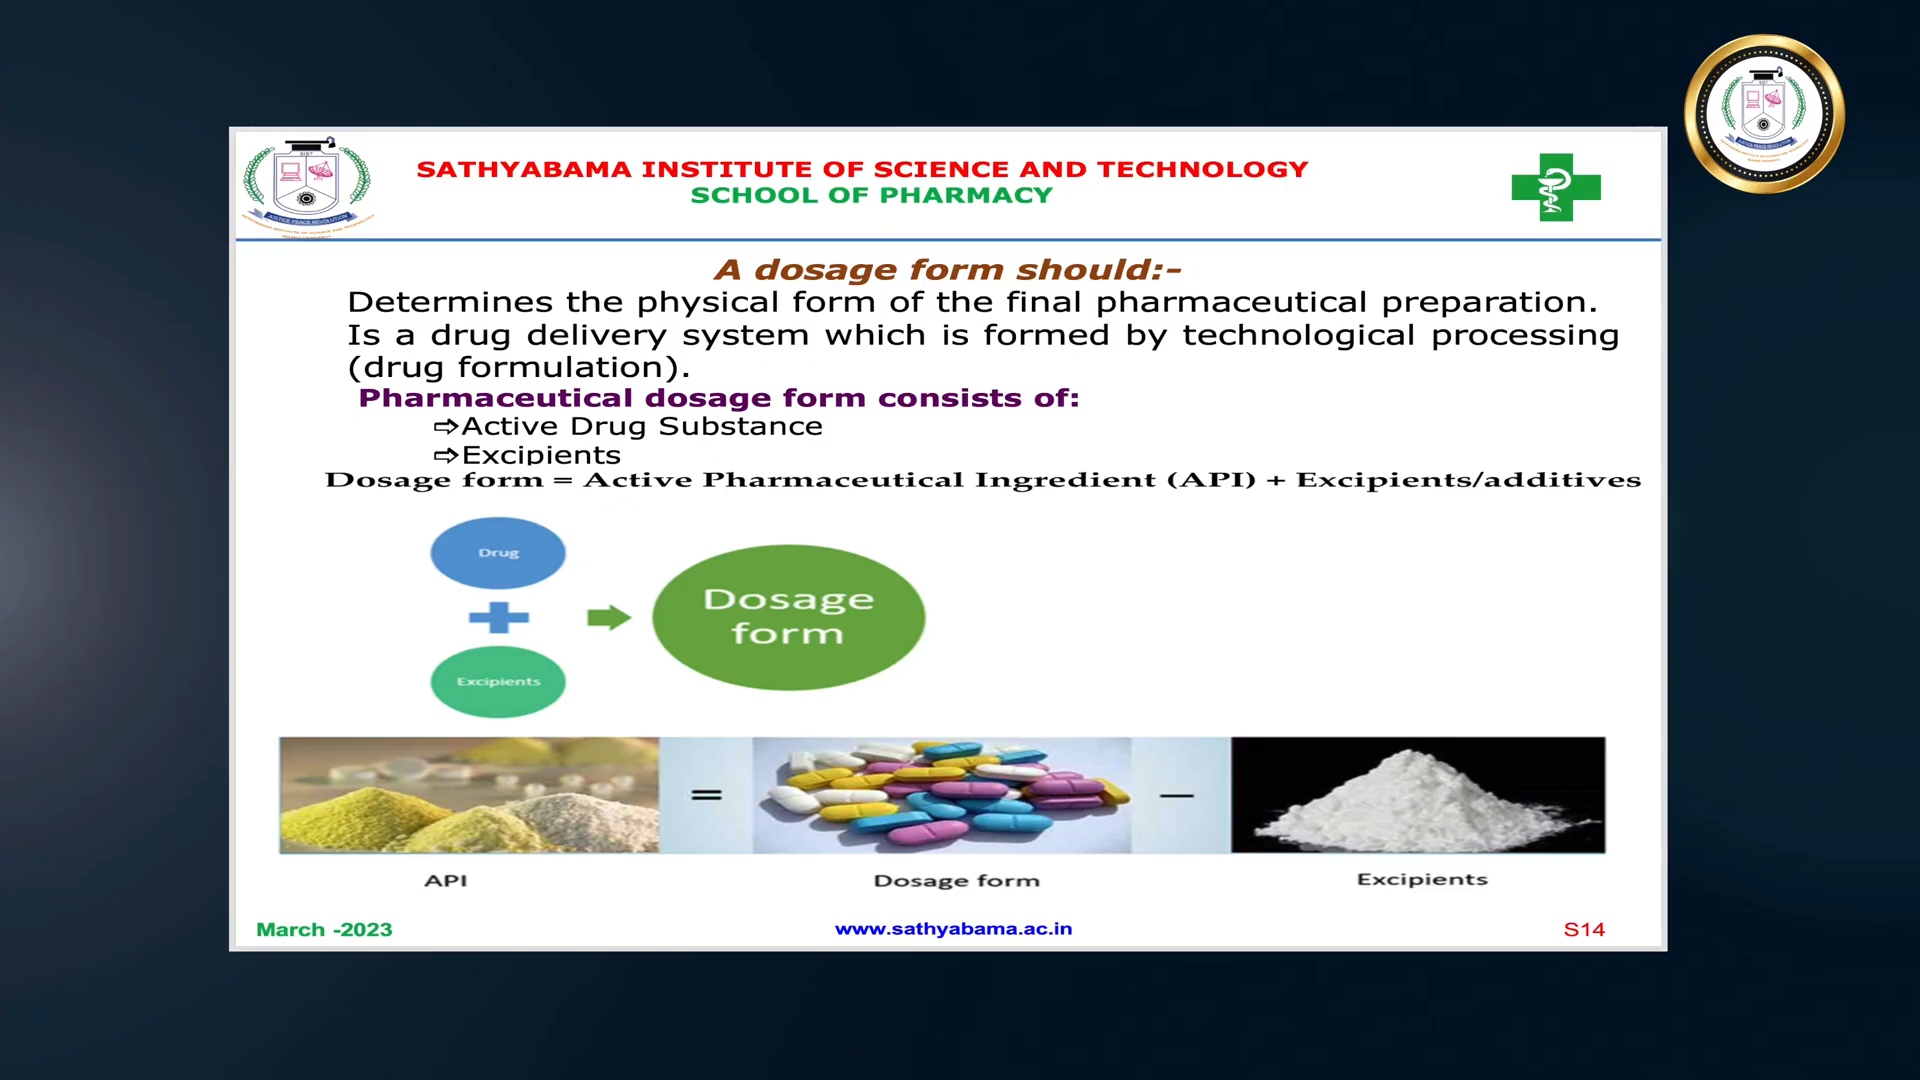 SATHYABAMA INSTITUTE OF SCIENCE AND TECHNOLOGY
SCHOOL OF PHARMACY
JUSTICE PEACE REVOLUTION
A dosage form should:-
Determines the physical form of the final pharmaceutical preparation.
Is a drug delivery system which is formed by technological processing
(drug formulation).
Pharmaceutical dosage form consists of:
⇨Active Drug Substance
⇨Excipients
Dosage form = Active Pharmaceutical Ingredient (API) + Excipients/additives
Drug
Excipients
Dosage
form
=
—
API
Dosage form
Excipients
March -2023
www.sathyabama.ac.in
S14